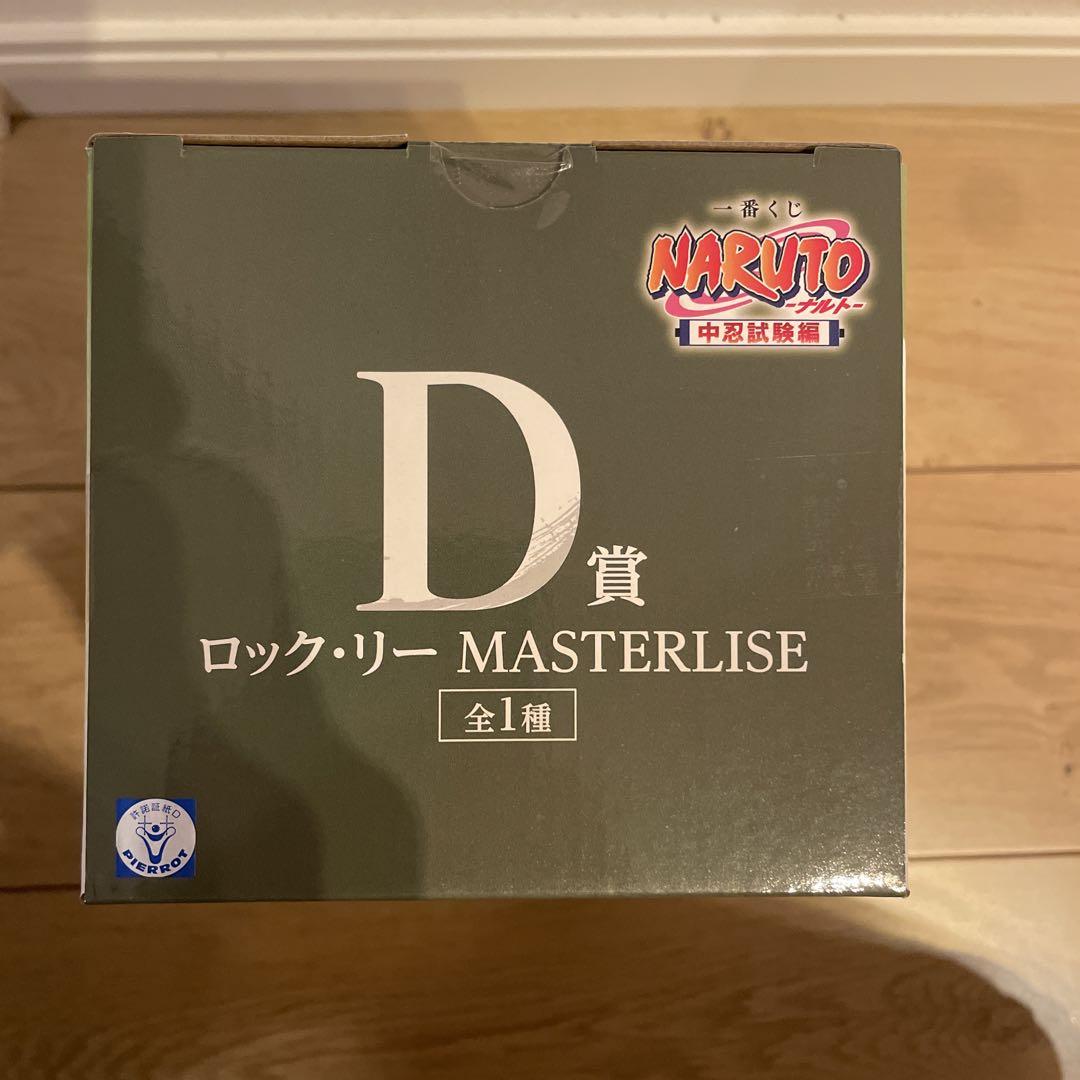 一番くじ
NARUTO
-ナルト-
中忍試験編
D賞
ロック・リー MASTERLISE
全1種
許諾証紙D
PIERROT